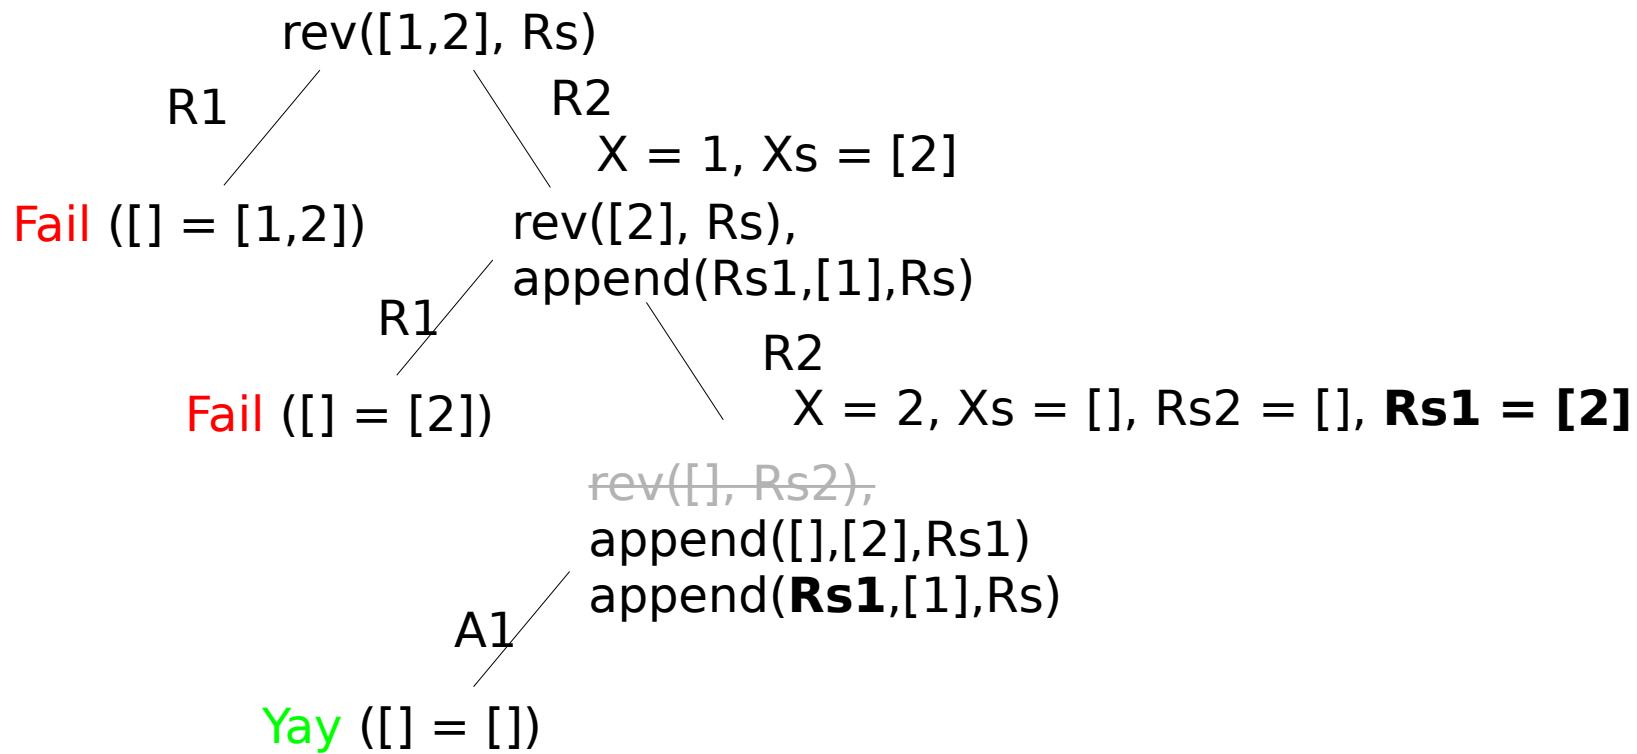 rev([1,2], Rs)
R1
R2
X = 1, Xs = [2]
Fail ([] = [1,2])
rev([2], Rs),
append(Rs1,[1],Rs)
R1
R2
Fail ([] = [2])
X = 2, Xs = [], Rs2 = [], Rs1 = [2]
rev([], Rs2),
append([],[2],Rs1)
append(Rs1,[1],Rs)
A1
Yay ([] = [])